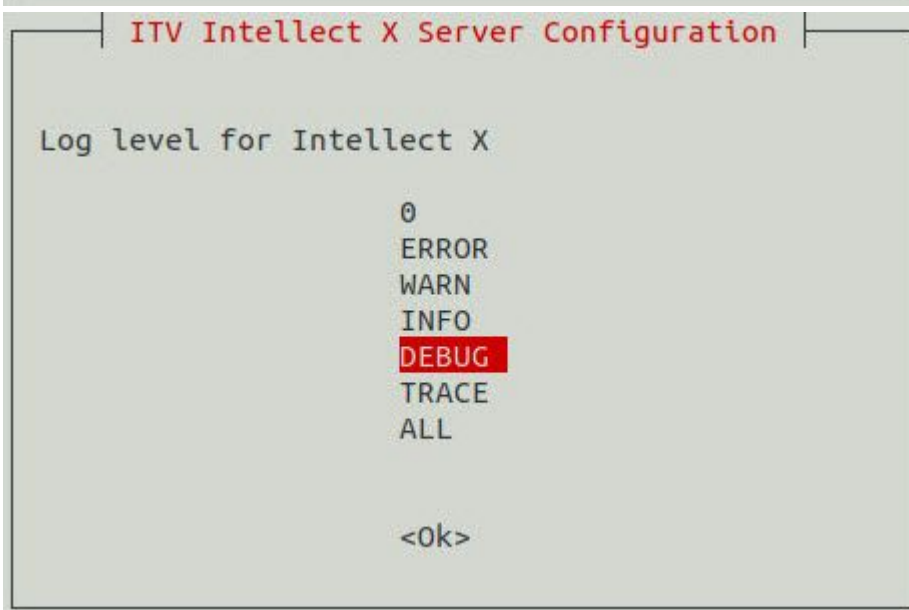 ITV Intellect X Server Configuration
Log level for Intellect X
0
ERROR
WARN
INFO
DEBUG
TRACE
ALL
<Ok>